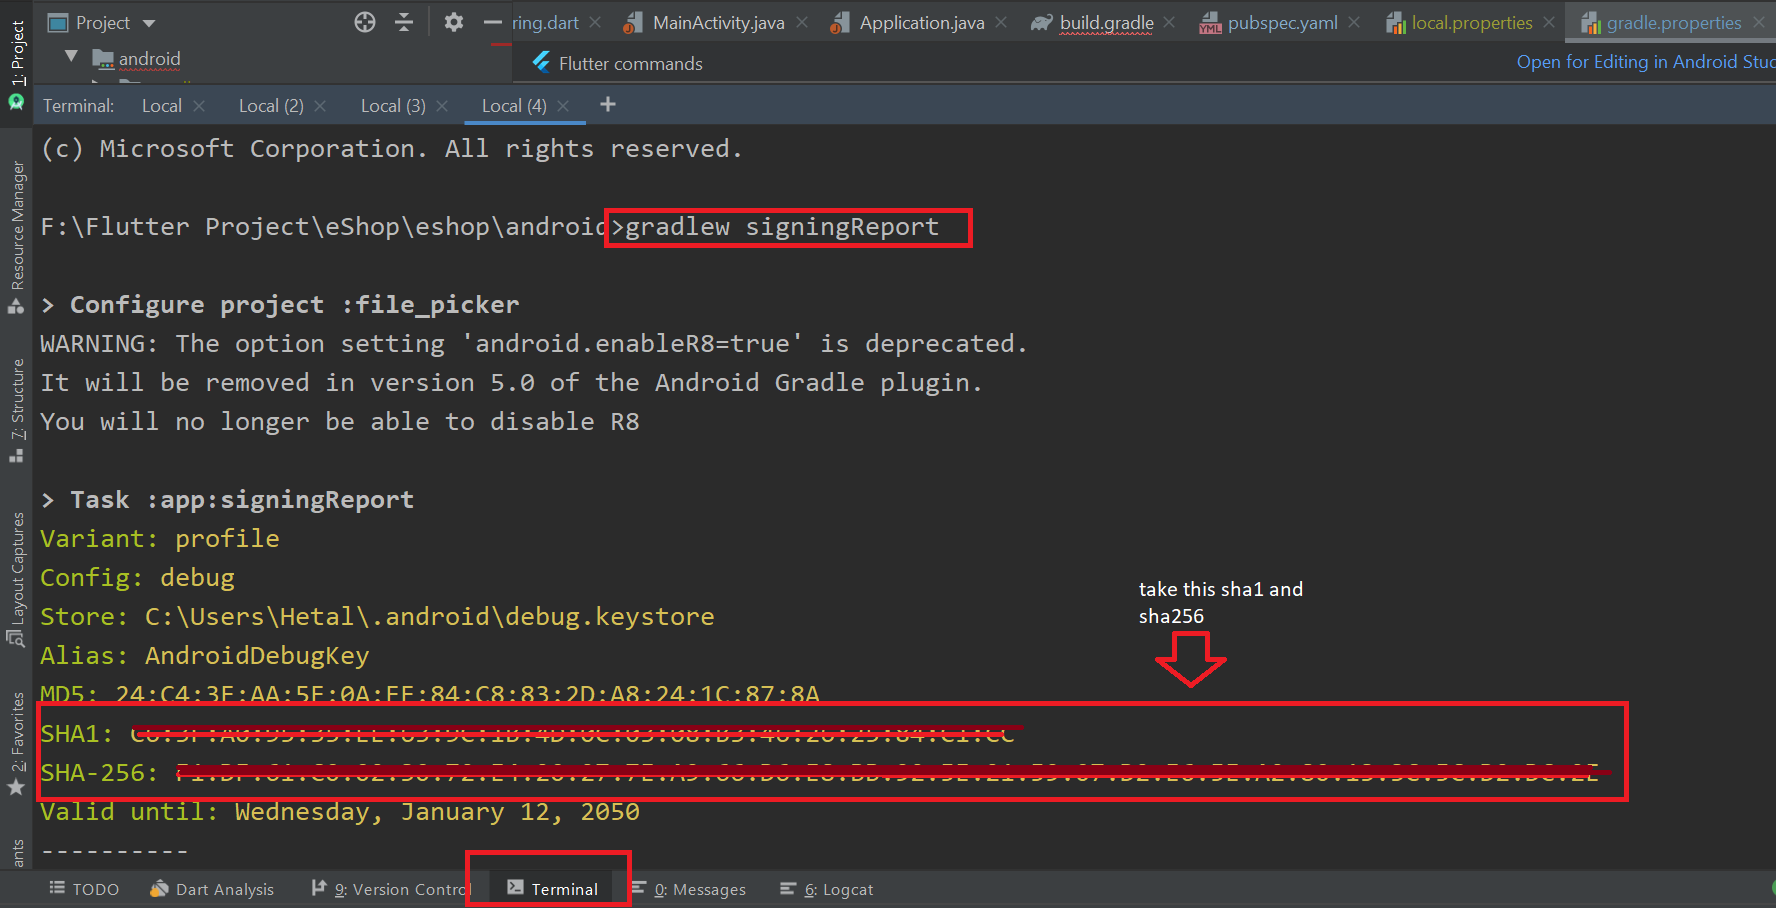 1: Project
Project
ring.dart
MainActivity.java
Application.java
build.gradle
pubspec.yaml
local.properties
gradle.properties
android
Flutter commands
Open for Editing in Android Stuc
Terminal:
Local
Local (2)
Local (3)
Local (4)
+
(c) Microsoft Corporation. All rights reserved.
F:\Flutter Project\eShop\eshop\android>gradlew signingReport
> Configure project :file_picker
WARNING: The option setting 'android.enableR8=true' is deprecated.
It will be removed in version 5.0 of the Android Gradle plugin.
You will no longer be able to disable R8
> Task :app:signingReport
Variant: profile
Config: debug
Store: C:\Users\Hetal\.android\debug.keystore
Alias: AndroidDebugKey
MD5: 24:C4:3F:AA:5F:0A:FF:84:C8:83:2D:A8:24:1C:87:8A
SHA1:
SHA-256:
Valid until: Wednesday, January 12, 2050
----------
take this sha1 and
sha256
Resource Manager
7: Structure
Layout Captures
2: Favorites
ants
TODO
Dart Analysis
9: Version Control
Terminal
0: Messages
6: Logcat